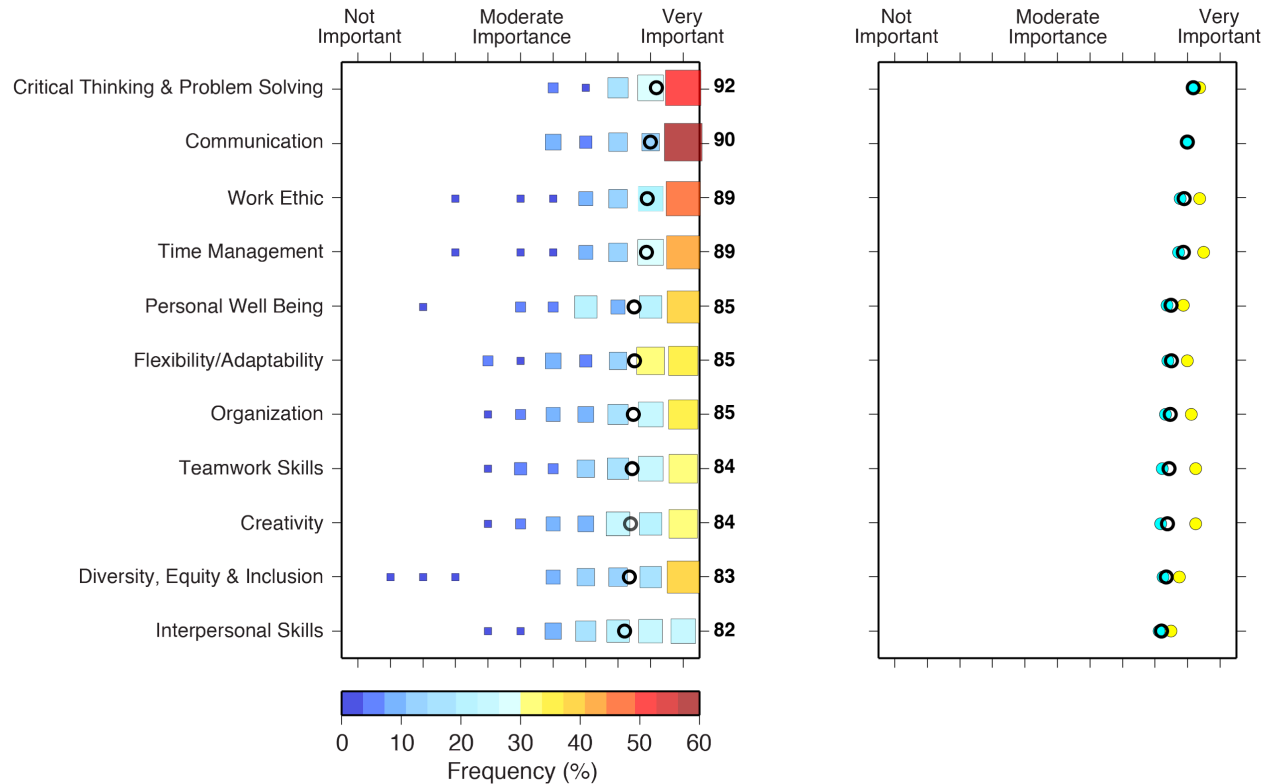 Not
Important
Moderate
Importance
Very
Important
Not
Important
Moderate
Importance
Very
Important
Critical Thinking & Problem Solving 92
Communication 90
Work Ethic 89
Time Management 89
Personal Well Being 85
Flexibility/Adaptability 85
Organization 85
Teamwork Skills 84
Creativity 84
Diversity, Equity & Inclusion 83
Interpersonal Skills 82
0 10 20 30 40 50 60
Frequency (%)